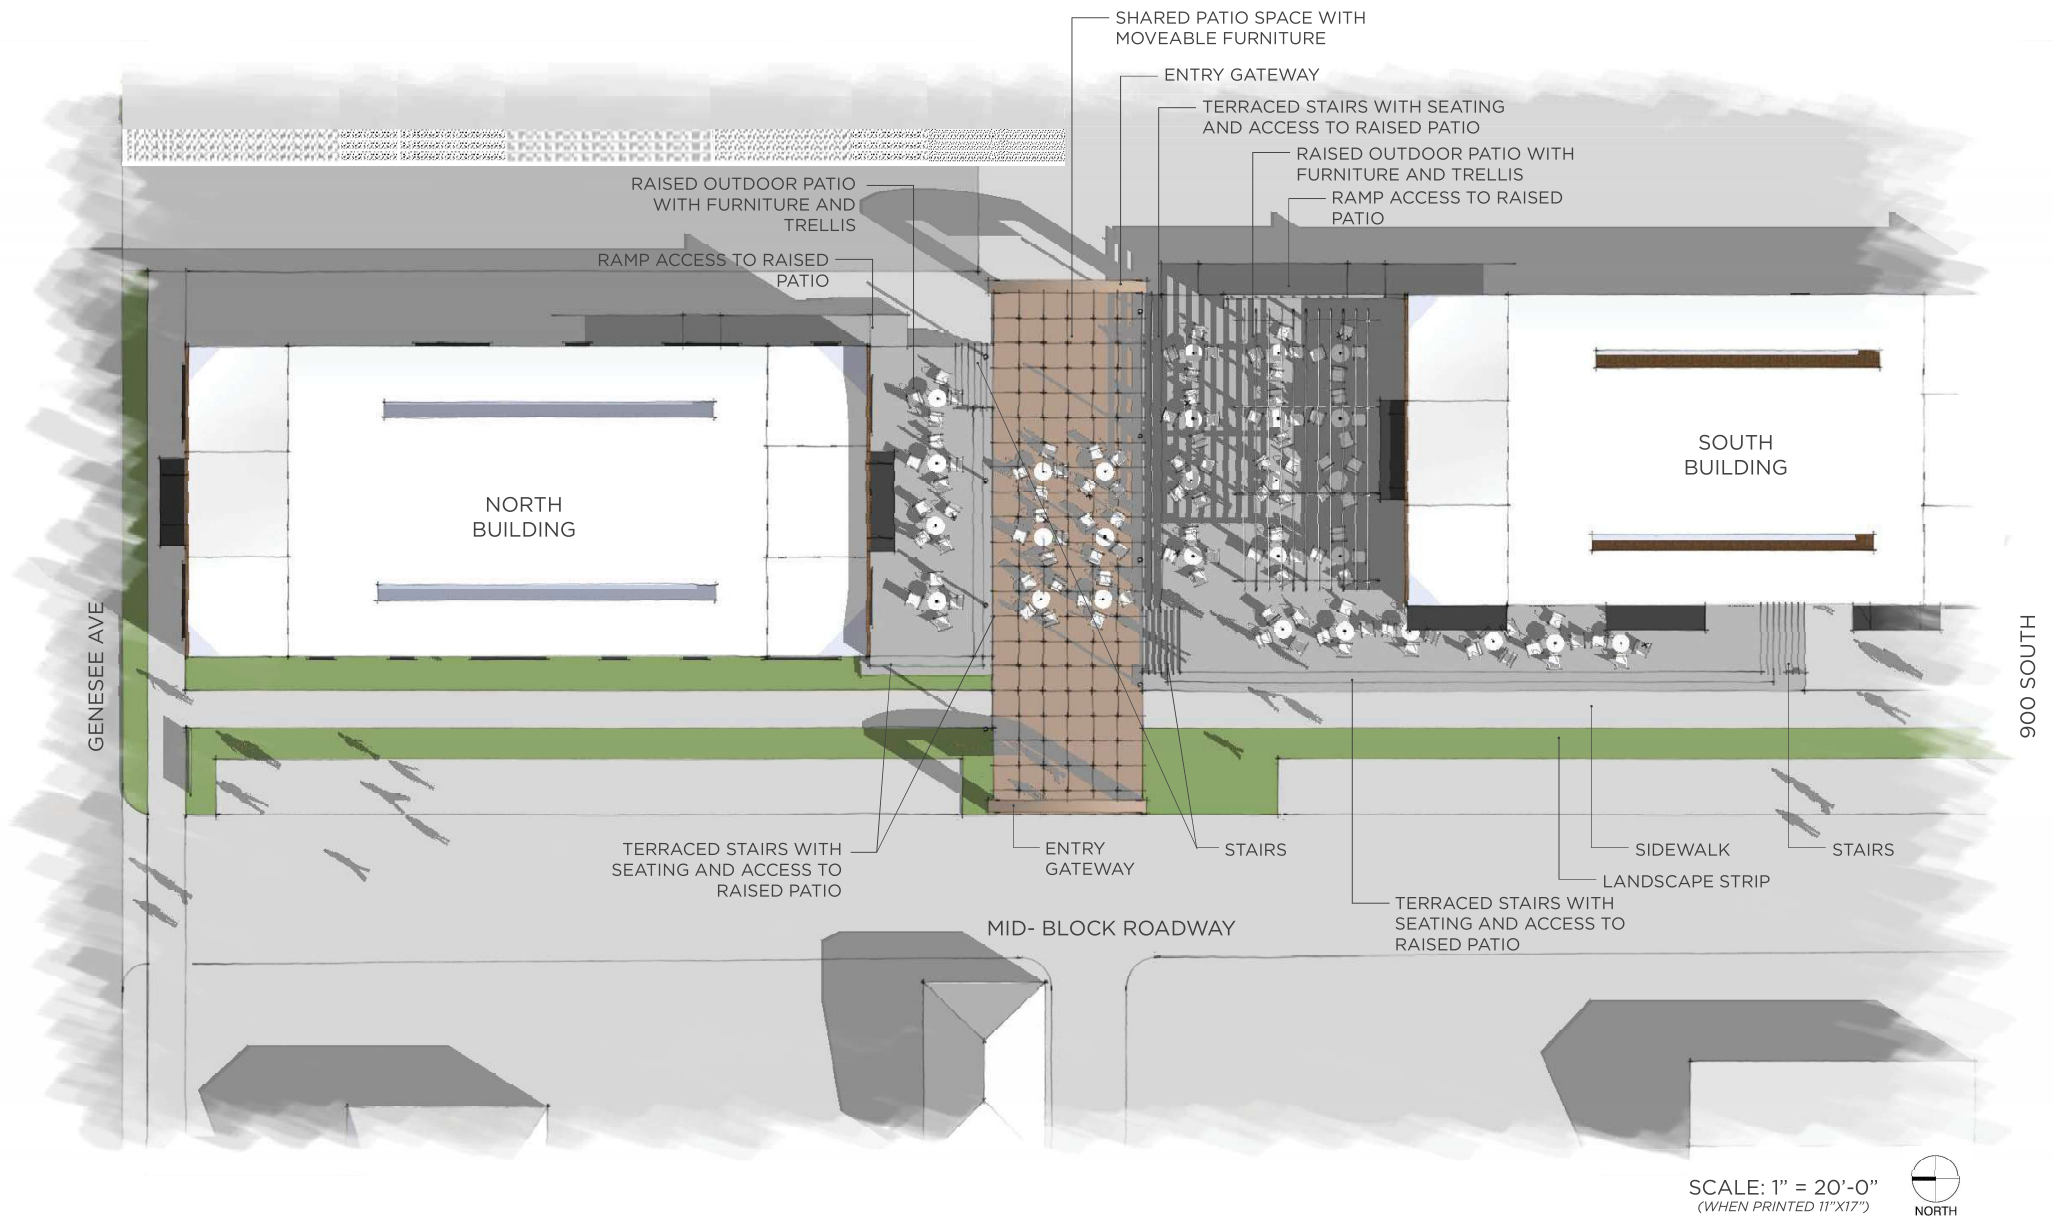 SHARED PATIO SPACE WITH
MOVEABLE FURNITURE
ENTRY GATEWAY
TERRACED STAIRS WITH SEATING
AND ACCESS TO RAISED PATIO
RAISED OUTDOOR PATIO WITH
FURNITURE AND TRELLIS
RAMP ACCESS TO RAISED
PATIO
RAISED OUTDOOR PATIO
WITH FURNITURE AND
TRELLIS
RAMP ACCESS TO RAISED
PATIO
NORTH
BUILDING
SOUTH
BUILDING
GENESEE AVE
900 SOUTH
TERRACED STAIRS WITH
SEATING AND ACCESS TO
RAISED PATIO
ENTRY
GATEWAY
STAIRS
SIDEWALK
STAIRS
LANDSCAPE STRIP
TERRACED STAIRS WITH
SEATING AND ACCESS TO
RAISED PATIO
MID- BLOCK ROADWAY
SCALE: 1” = 20’-0”
(WHEN PRINTED 11”X17”)
NORTH